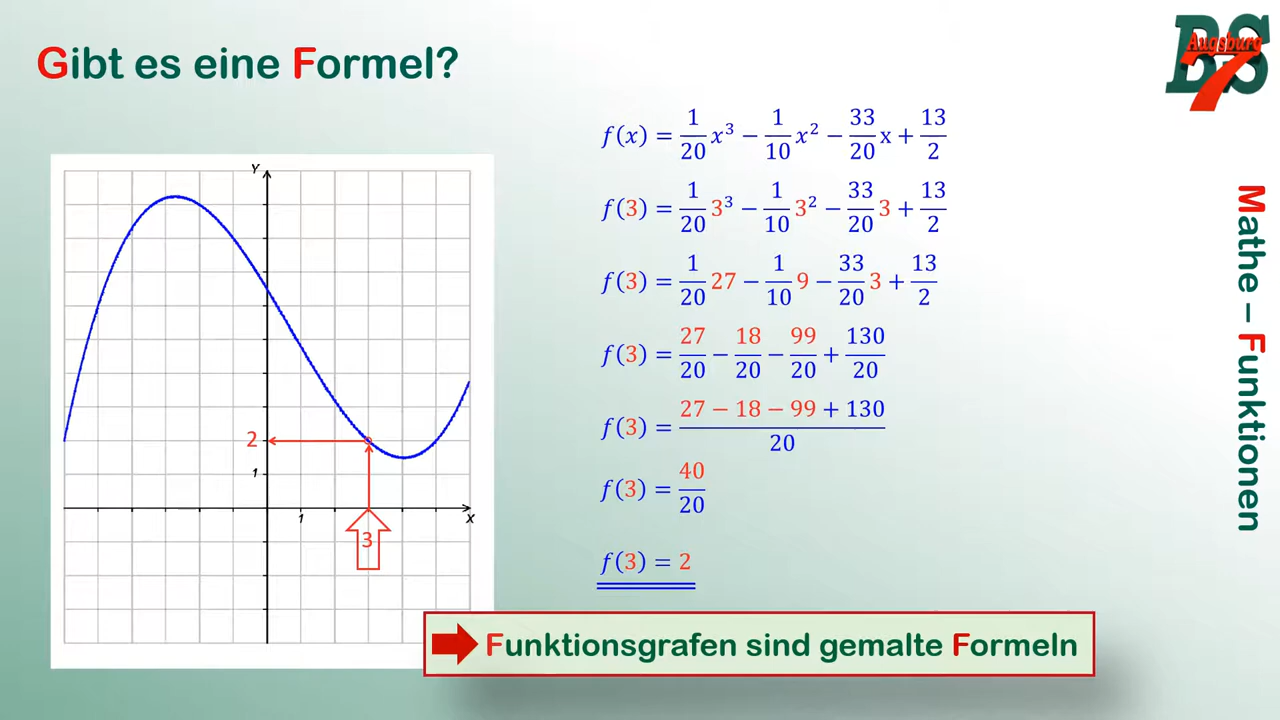 Gibt es eine Formel?
BS
Augsburg
7
f(x) = 1/20 x³ − 1/10 x² − 33/20 x + 13/2
f(3) = 1/20 3³ − 1/10 3² − 33/20 3 + 13/2
f(3) = 1/20 27 − 1/10 9 − 33/20 3 + 13/2
f(3) = 27/20 − 18/20 − 99/20 + 130/20
f(3) = (27 − 18 − 99 + 130)/20
f(3) = 40/20
f(3) = 2
Y
2
1
1
X
3
Funktionsgrafen sind gemalte Formeln
Mathe – Funktionen